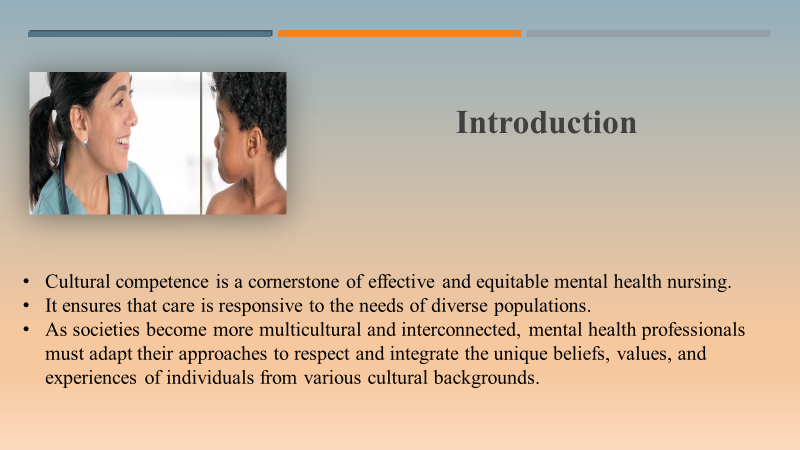 Introduction
• Cultural competence is a cornerstone of effective and equitable mental health nursing.
• It ensures that care is responsive to the needs of diverse populations.
• As societies become more multicultural and interconnected, mental health professionals
must adapt their approaches to respect and integrate the unique beliefs, values, and
experiences of individuals from various cultural backgrounds.